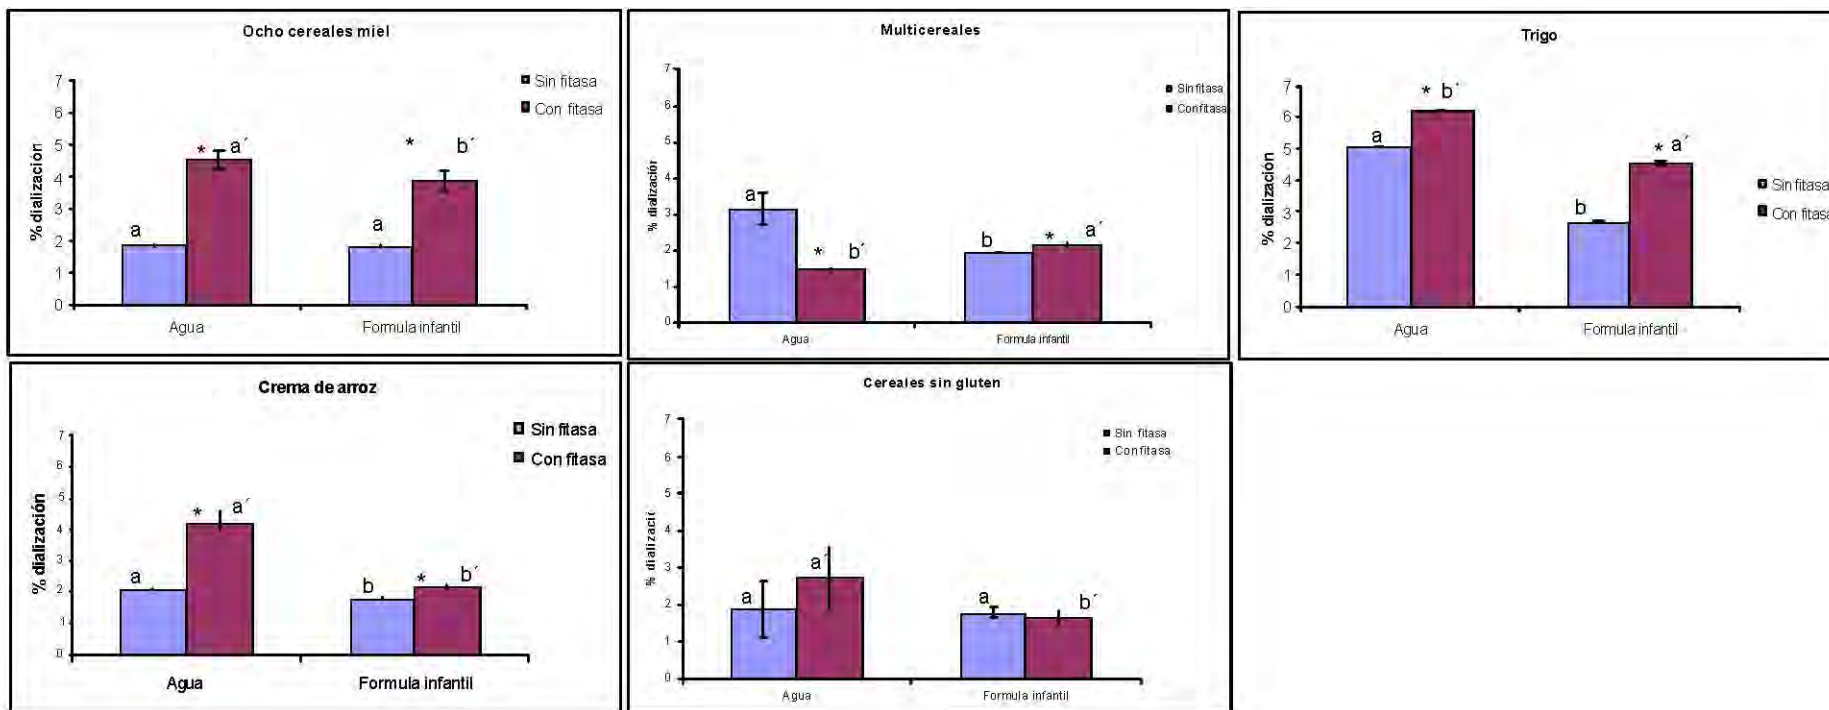 Ocho cereales miel
Sin fitasa
Con fitasa
% dialización
7
6
5
4
3
2
1
0
a
* a´
a
* b´
Agua
Formula infantil
Multicereales
Sin fitasa
Con fitasa
% dialización
7
6
5
4
3
2
1
0
a
* b´
b
* a´
Agua
Formula infantil
Trigo
Sin fitasa
Con fitasa
% dialización
7
6
5
4
3
2
1
0
a
* b´
b
* a´
Agua
Formula infantil
Crema de arroz
Sin fitasa
Con fitasa
% dialización
7
6
5
4
3
2
1
0
a
* a´
b
* b´
Agua
Formula infantil
Cereales sin gluten
Sin fitasa
Con fitasa
% dializació
7
6
5
4
3
2
1
0
a
a´
a
b´
Agua
Formula infantil